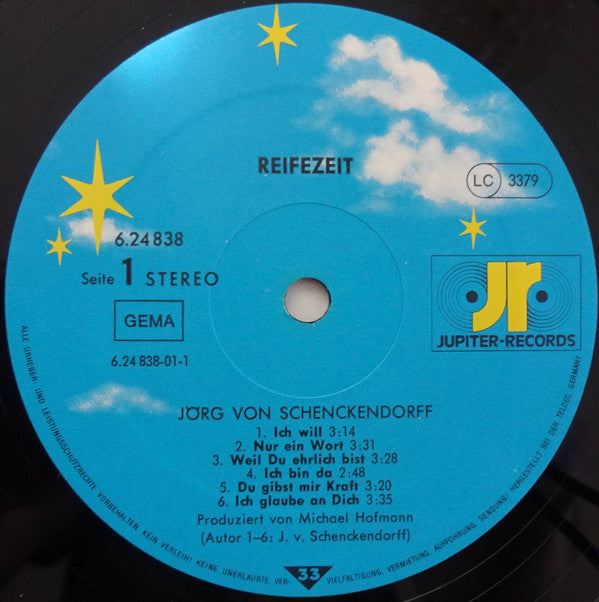 REIFEZEIT
LC 3379
6.24 838
Seite 1 STEREO
GEMA
6.24 838-01-1
JR
JUPITER-RECORDS
JÖRG VON SCHENCKENDORFF
1. Ich will 3:14
2. Nur ein Wort 3:31
3. Weil Du ehrlich bist 3:28
4. Ich bin da 2:48
5. Du gibst mir Kraft 3:20
6. Ich glaube an Dich 3:35
Produziert von Michael Hofmann
(Autor 1–6: J. v. Schenckendorff)
ALLE URHEBER- UND LEISTUNGSSCHUTZRECHTE VORBEHALTEN. KEIN VERLEIH! KEINE UNERLAUBTE VER- 33 VIELFÄLTIGUNG, VERMIETUNG, AUFFÜHRUNG, SENDUNG! HERGESTELLT BEI DER TELDEC, GERMANY